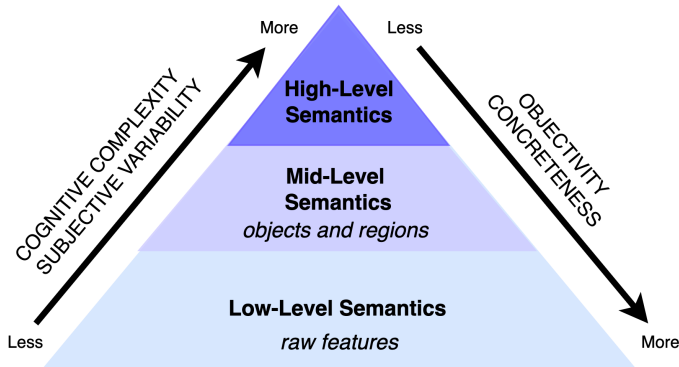 More
Less
High-Level
Semantics
COGNITIVE COMPLEXITY
SUBJECTIVE VARIABILITY
OBJECTIVITY
CONCRETENESS
Mid-Level
Semantics
objects and regions
Low-Level Semantics
raw features
Less
More